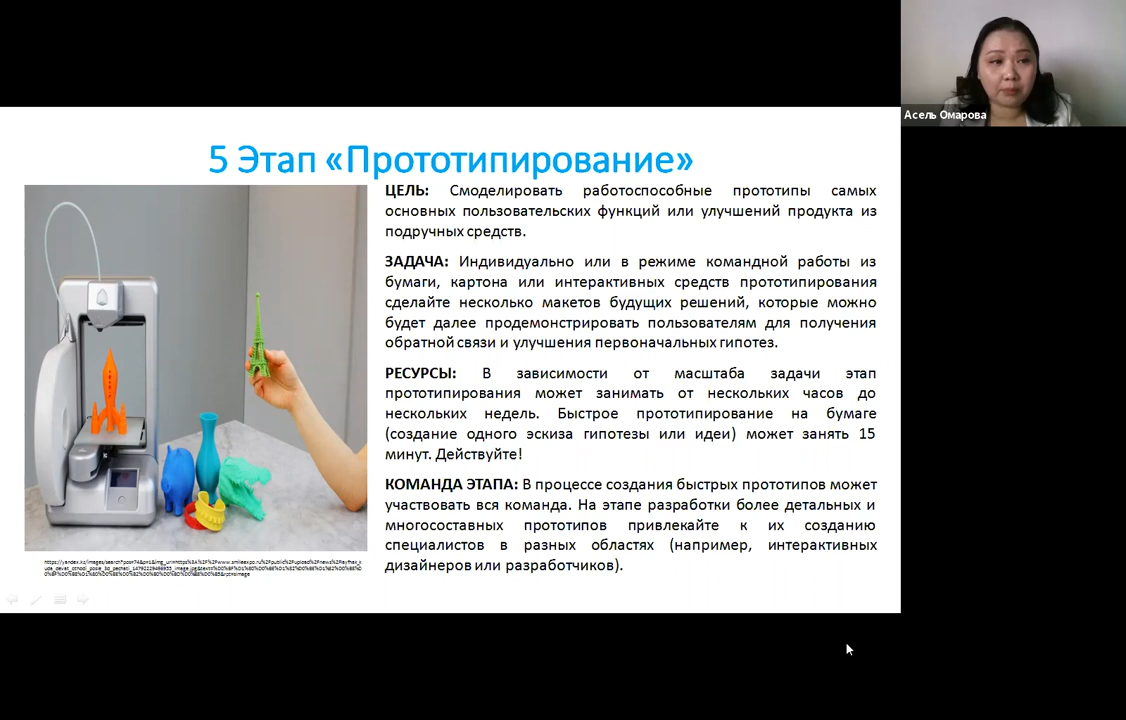 Асель Омарова
5 Этап «Прототипирование»
ЦЕЛЬ: Смоделировать работоспособные прототипы самых
основных пользовательских функций или улучшений продукта из
подручных средств.
ЗАДАЧА: Индивидуально или в режиме командной работы из
бумаги, картона или интерактивных средств прототипирования
сделайте несколько макетов будущих решений, которые можно
будет далее продемонстрировать пользователям для получения
обратной связи и улучшения первоначальных гипотез.
РЕСУРСЫ: В зависимости от масштаба задачи этап
прототипирования может занимать от нескольких часов до
нескольких недель. Быстрое прототипирование на бумаге
(создание одного эскиза гипотезы или идеи) может занять 15
минут. Действуйте!
КОМАНДА ЭТАПА: В процессе создания быстрых прототипов может
участвовать вся команда. На этапе разработки более детальных и
многосоставных прототипов привлекайте к их созданию
специалистов в разных областях (например, интерактивных
дизайнеров или разработчиков).